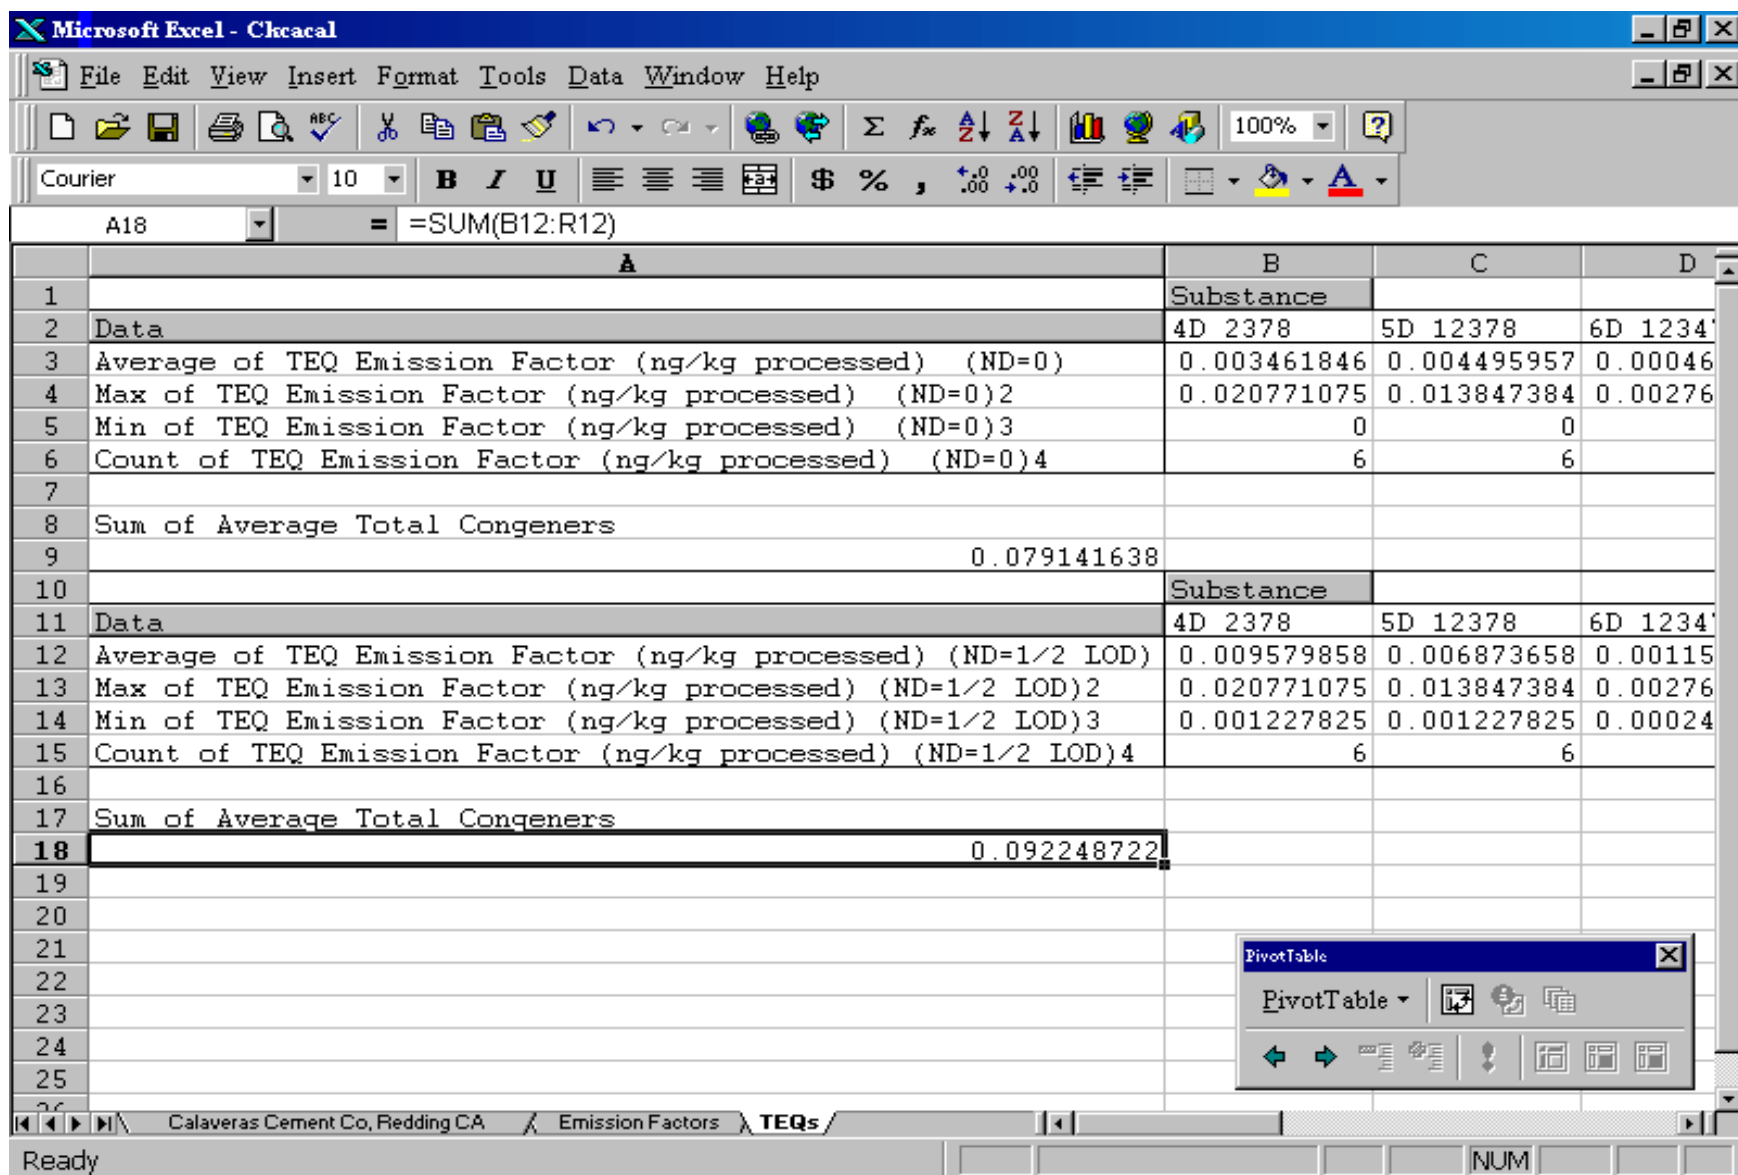 Microsoft Excel - Ckcacal
File Edit View Insert Format Tools Data Window Help
100%
Courier 10 B I U $ % ,
A18 = =SUM(B12:R12)
A B C D
1 Substance
2 Data 4D 2378 5D 12378 6D 1234
3 Average of TEQ Emission Factor (ng/kg processed) (ND=0) 0.003461846 0.004495957 0.00046
4 Max of TEQ Emission Factor (ng/kg processed) (ND=0)2 0.020771075 0.013847384 0.00276
5 Min of TEQ Emission Factor (ng/kg processed) (ND=0)3 0 0
6 Count of TEQ Emission Factor (ng/kg processed) (ND=0)4 6 6
7
8 Sum of Average Total Congeners
9 0.079141638
10 Substance
11 Data 4D 2378 5D 12378 6D 1234
12 Average of TEQ Emission Factor (ng/kg processed) (ND=1/2 LOD) 0.009579858 0.006873658 0.00115
13 Max of TEQ Emission Factor (ng/kg processed) (ND=1/2 LOD)2 0.020771075 0.013847384 0.00276
14 Min of TEQ Emission Factor (ng/kg processed) (ND=1/2 LOD)3 0.001227825 0.001227825 0.00024
15 Count of TEQ Emission Factor (ng/kg processed) (ND=1/2 LOD)4 6 6
16
17 Sum of Average Total Congeners
18 0.092248722
19
20
21
22
23
24
25
PivotTable
PivotTable
Calaveras Cement Co, Redding CA Emission Factors TEQs
Ready NUM